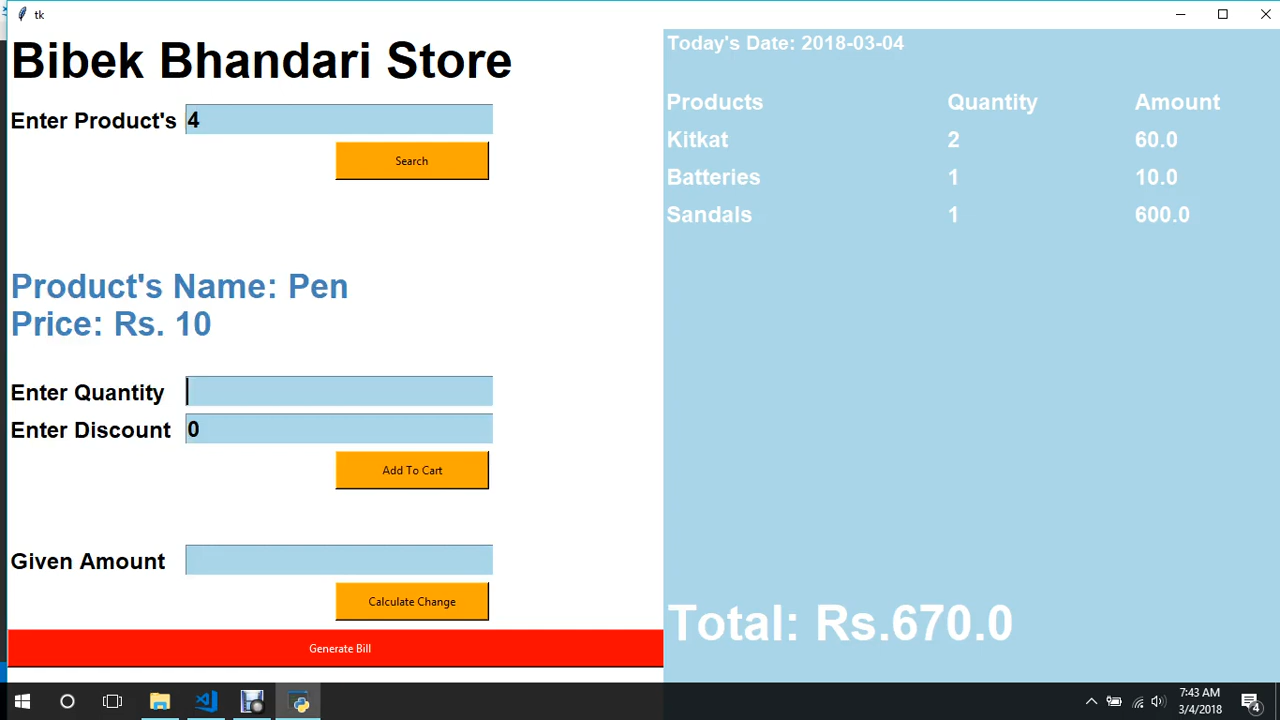 tk
Bibek Bhandari Store
Enter Product's 4
Search
Product's Name: Pen
Price: Rs. 10
Enter Quantity
Enter Discount 0
Add To Cart
Given Amount
Calculate Change
Generate Bill
Today's Date: 2018-03-04
Products Quantity Amount
Kitkat 2 60.0
Batteries 1 10.0
Sandals 1 600.0
Total: Rs.670.0
7:43 AM
3/4/2018
4